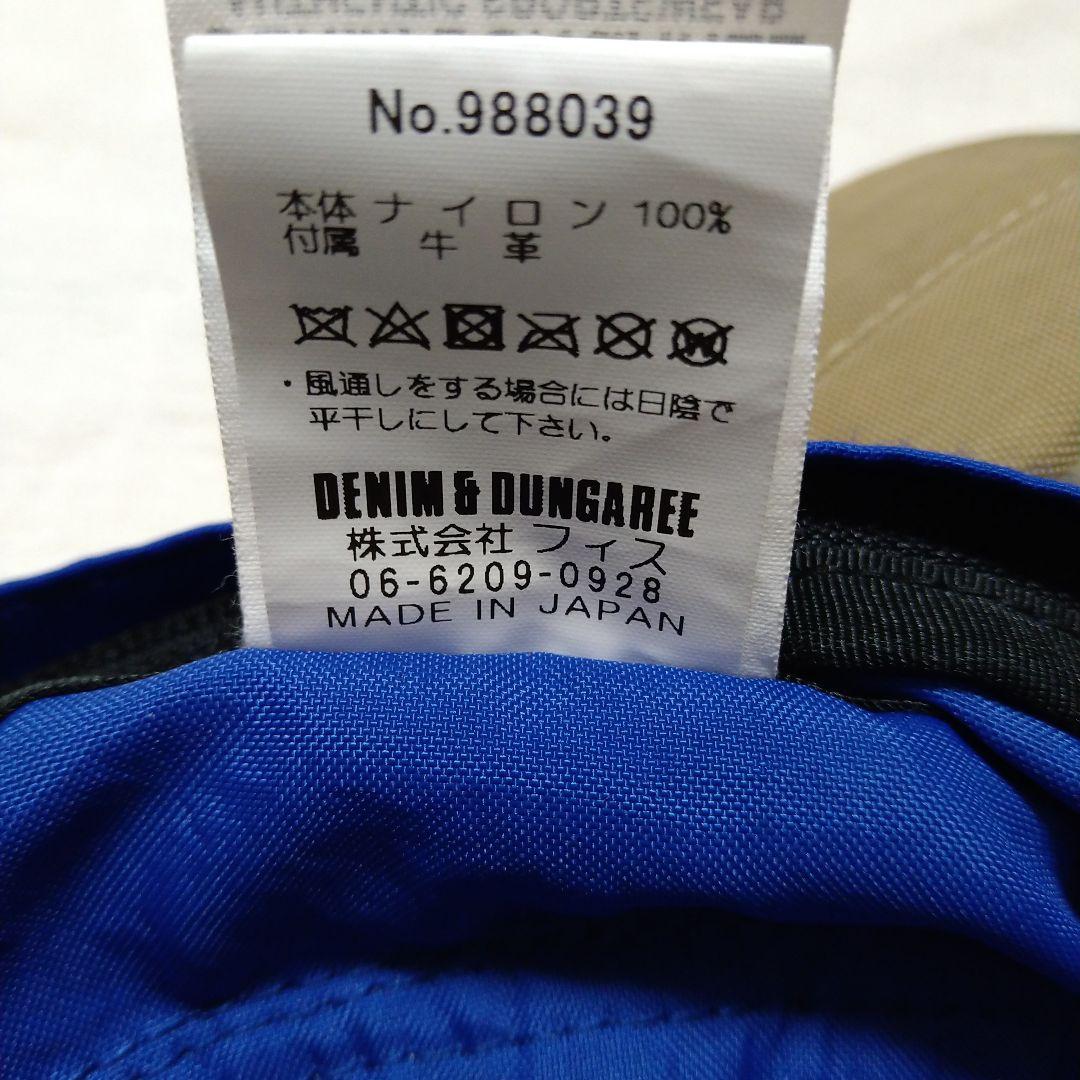 No.988039
本体 ナイロン 100%
付属 牛革
・風通しをする場合には日陰で
平干しにして下さい。
DENIM & DUNGAREE
株式会社 フィス
06-6209-0928
MADE IN JAPAN